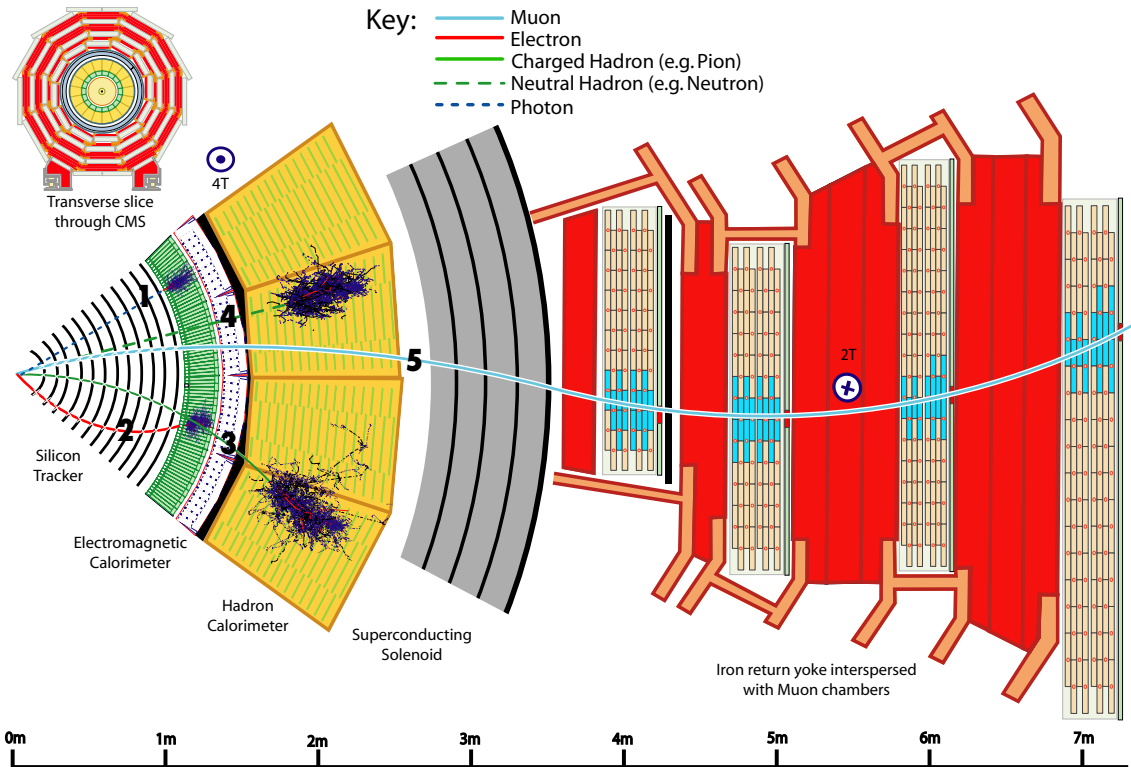 Key:
Muon
Electron
Charged Hadron (e.g. Pion)
Neutral Hadron (e.g. Neutron)
Photon
Transverse slice
through CMS
4T
1
4
5
2
3
2T
Silicon
Tracker
Electromagnetic
Calorimeter
Hadron
Calorimeter
Superconducting
Solenoid
Iron return yoke interspersed
with Muon chambers
0m 1m 2m 3m 4m 5m 6m 7m